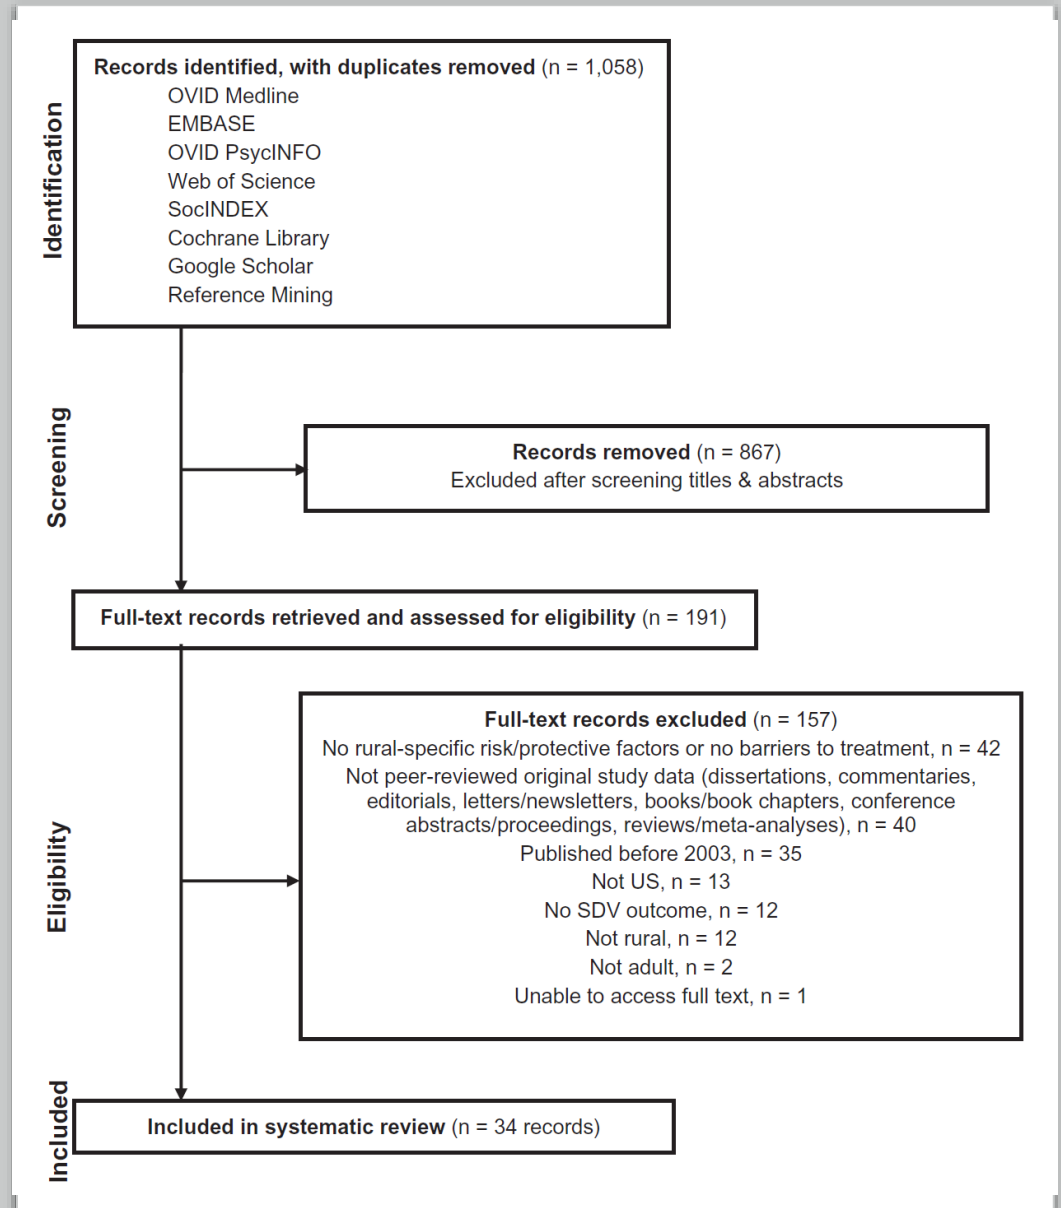 Identification
Records identified, with duplicates removed (n = 1,058)
OVID Medline
EMBASE
OVID PsycINFO
Web of Science
SocINDEX
Cochrane Library
Google Scholar
Reference Mining
Screening
Records removed (n = 867)
Excluded after screening titles & abstracts
Full-text records retrieved and assessed for eligibility (n = 191)
Eligibility
Full-text records excluded (n = 157)
No rural-specific risk/protective factors or no barriers to treatment, n = 42
Not peer-reviewed original study data (dissertations, commentaries,
editorials, letters/newsletters, books/book chapters, conference
abstracts/proceedings, reviews/meta-analyses), n = 40
Published before 2003, n = 35
Not US, n = 13
No SDV outcome, n = 12
Not rural, n = 12
Not adult, n = 2
Unable to access full text, n = 1
Included
Included in systematic review (n = 34 records)